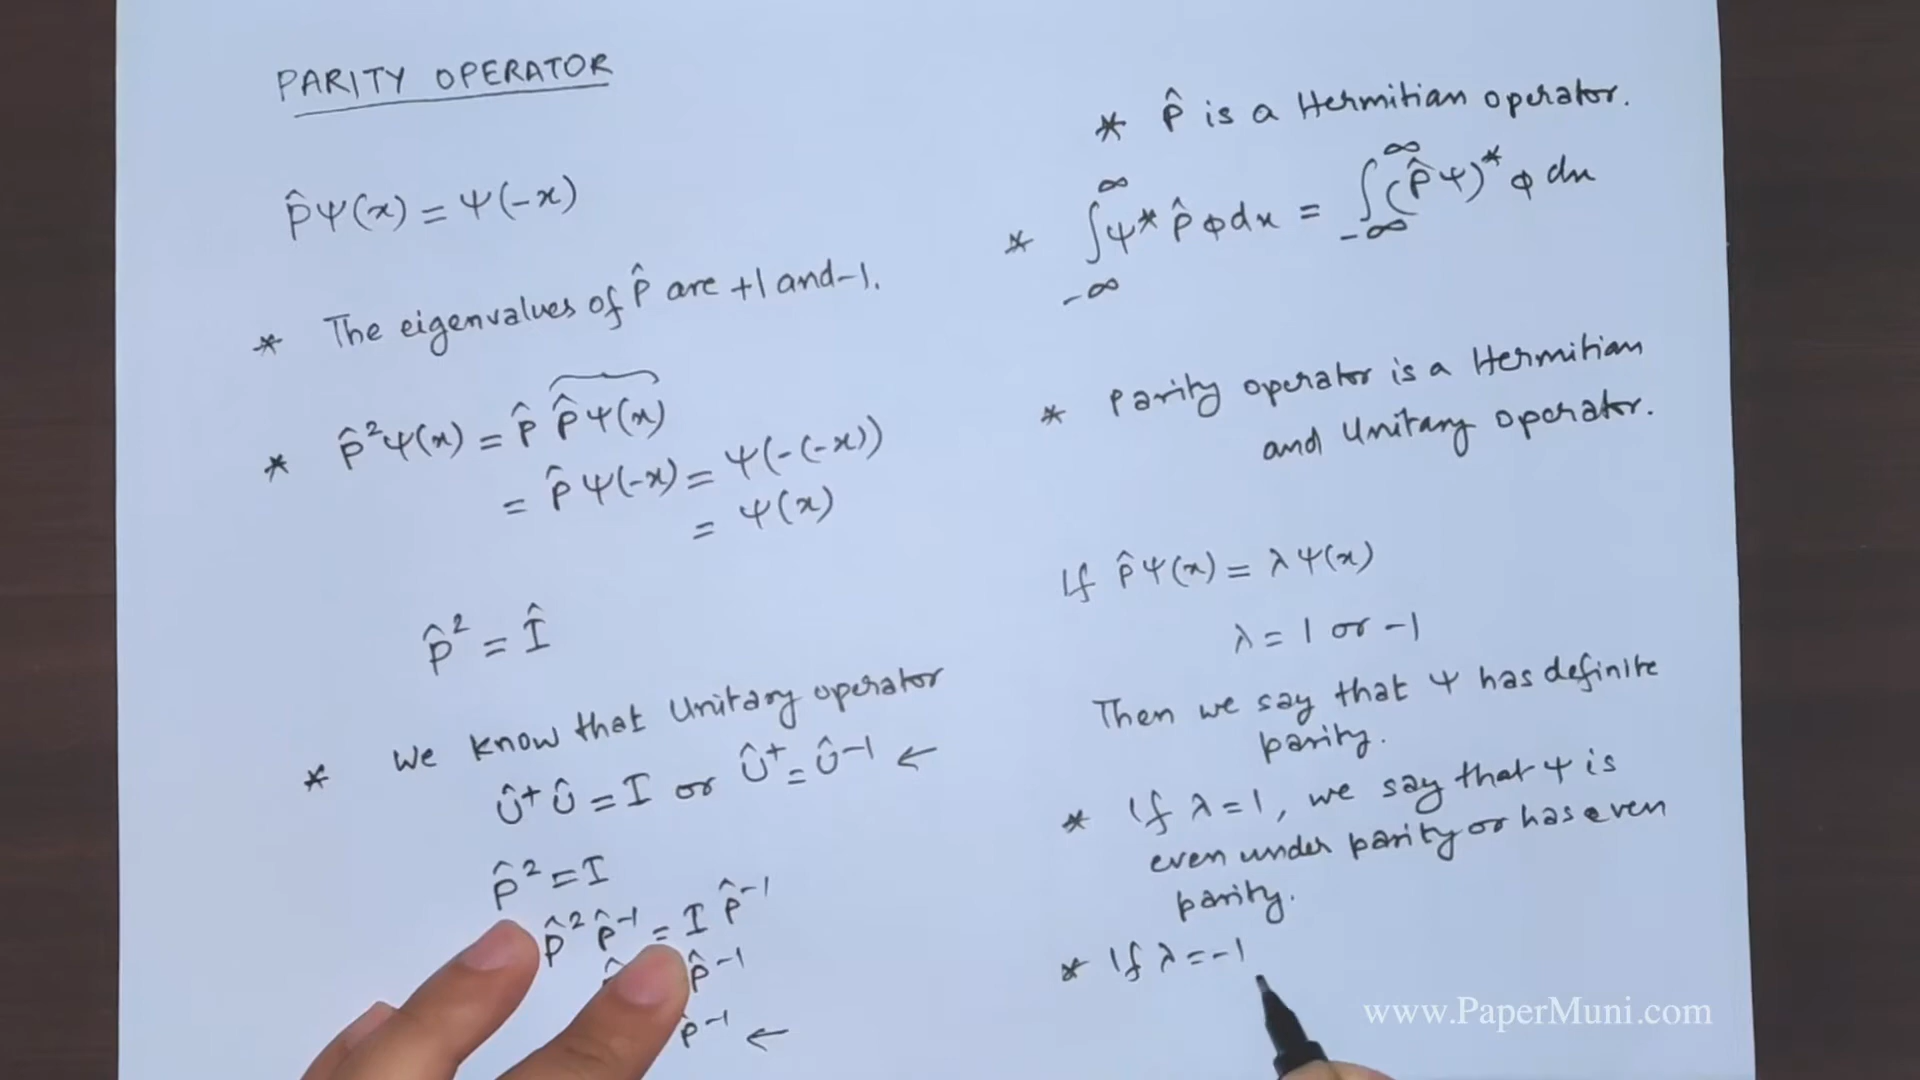 PARITY OPERATOR
P̂Ψ(x) = Ψ(-x)
* The eigenvalues of P̂ are +1 and -1.
* P̂²Ψ(x) = P̂ P̂Ψ(x)
= P̂Ψ(-x) = Ψ(-(-x))
= Ψ(x)
P̂² = Î
* We know that Unitary operator
Û⁺Û = I or Û⁺ = Û⁻¹ ←
P̂² = I
P̂² P̂⁻¹ = I P̂⁻¹
P̂⁻¹
P̂⁻¹ ←
* P̂ is a Hermitian operator.
* ∫_{-∞}^{∞} Ψ* P̂ φ dx = ∫_{-∞}^{∞} (P̂Ψ)* φ dx
* Parity operator is a Hermitian
and Unitary operator.
If P̂Ψ(x) = λΨ(x)
λ = 1 or -1
Then we say that Ψ has definite
parity.
* If λ = 1, we say that Ψ is
even under parity or has even
parity.
* If λ = -1
www.PaperMuni.com